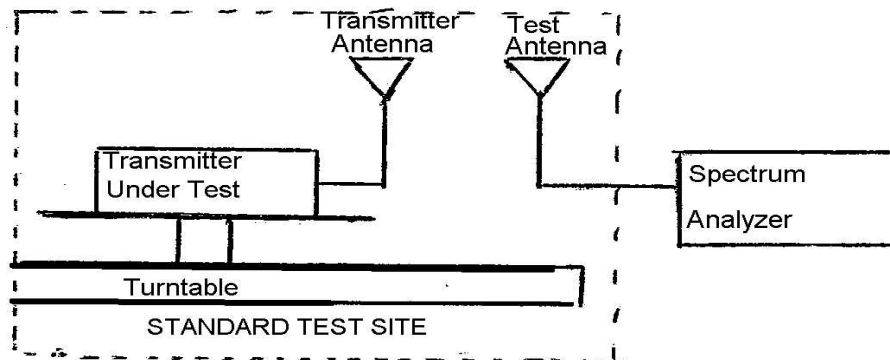 Transmitter
Antenna
Test
Antenna
Transmitter
Under Test
Spectrum
Analyzer
Turntable
STANDARD TEST SITE